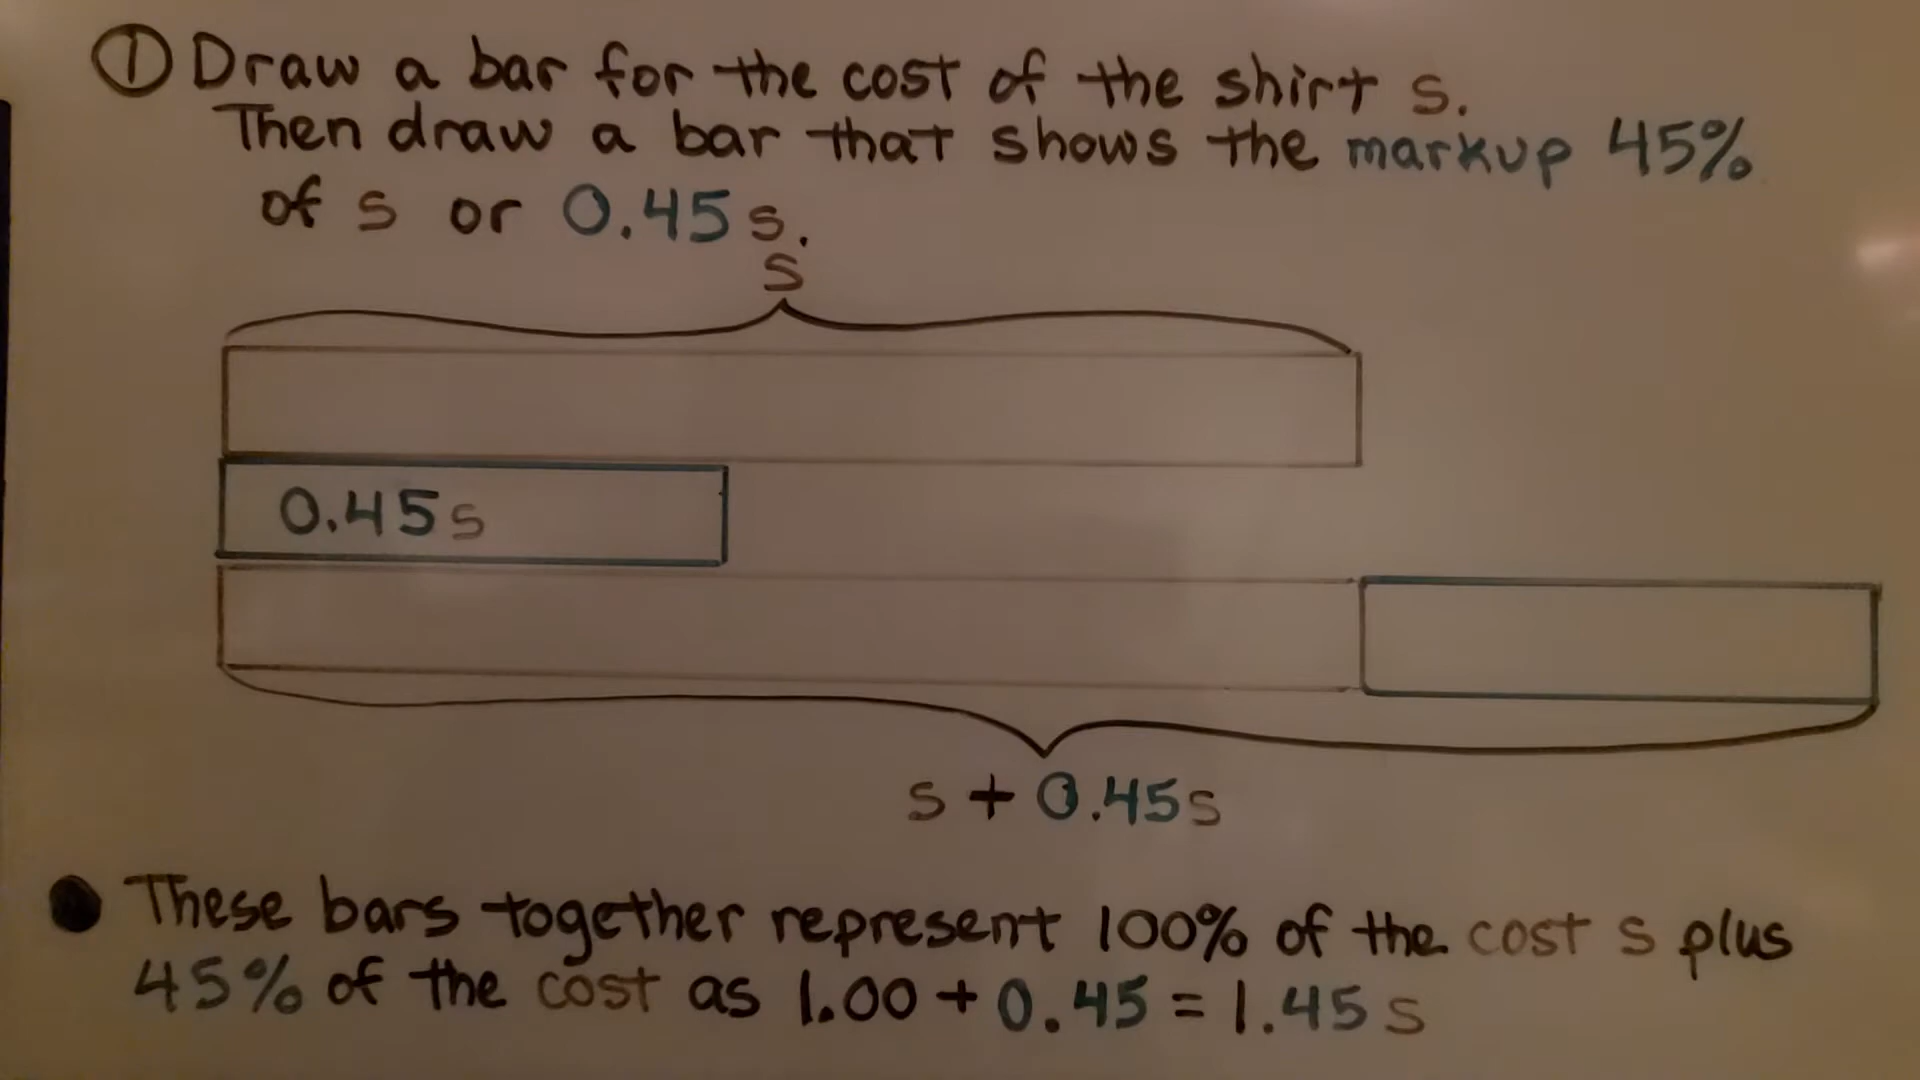 ① Draw a bar for the cost of the shirt s.
Then draw a bar that shows the markup 45%
of s or 0.45s.
s
0.45s
s + 0.45s
● These bars together represent 100% of the cost s plus
45% of the cost as 1.00 + 0.45 = 1.45s